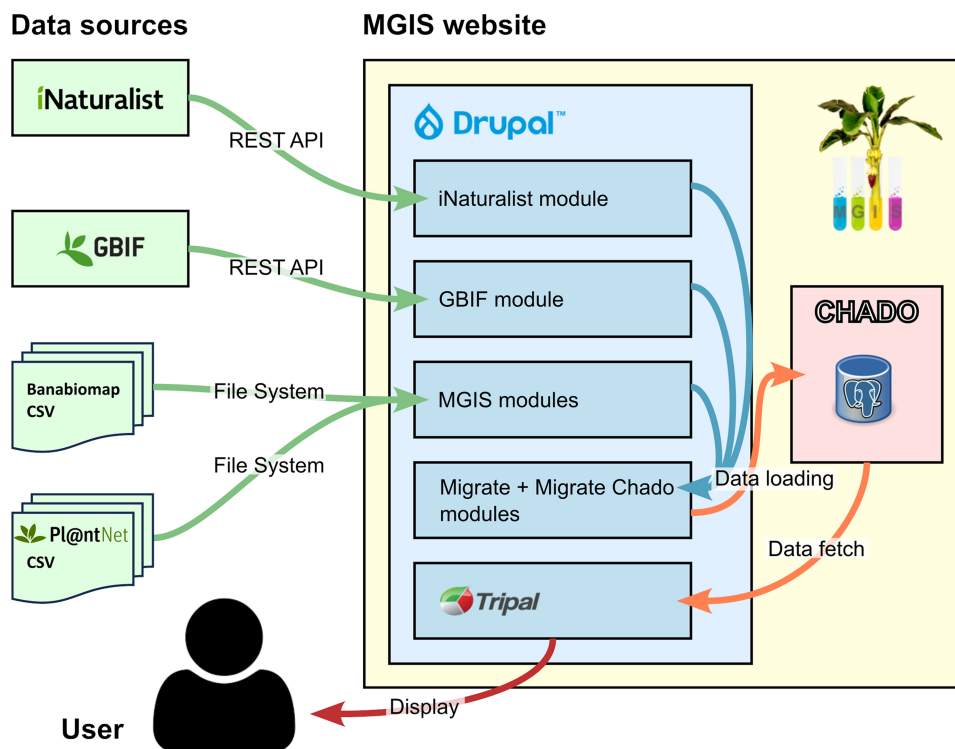 Data sources
MGIS website
iNaturalist
REST API
GBIF
REST API
Banabiomap
CSV
File System
File System
Pl@ntNet
CSV
Drupal™
iNaturalist module
GBIF module
MGIS modules
Migrate + Migrate Chado
modules
Tripal
M G I S
CHADO
Data loading
Data fetch
Display
User